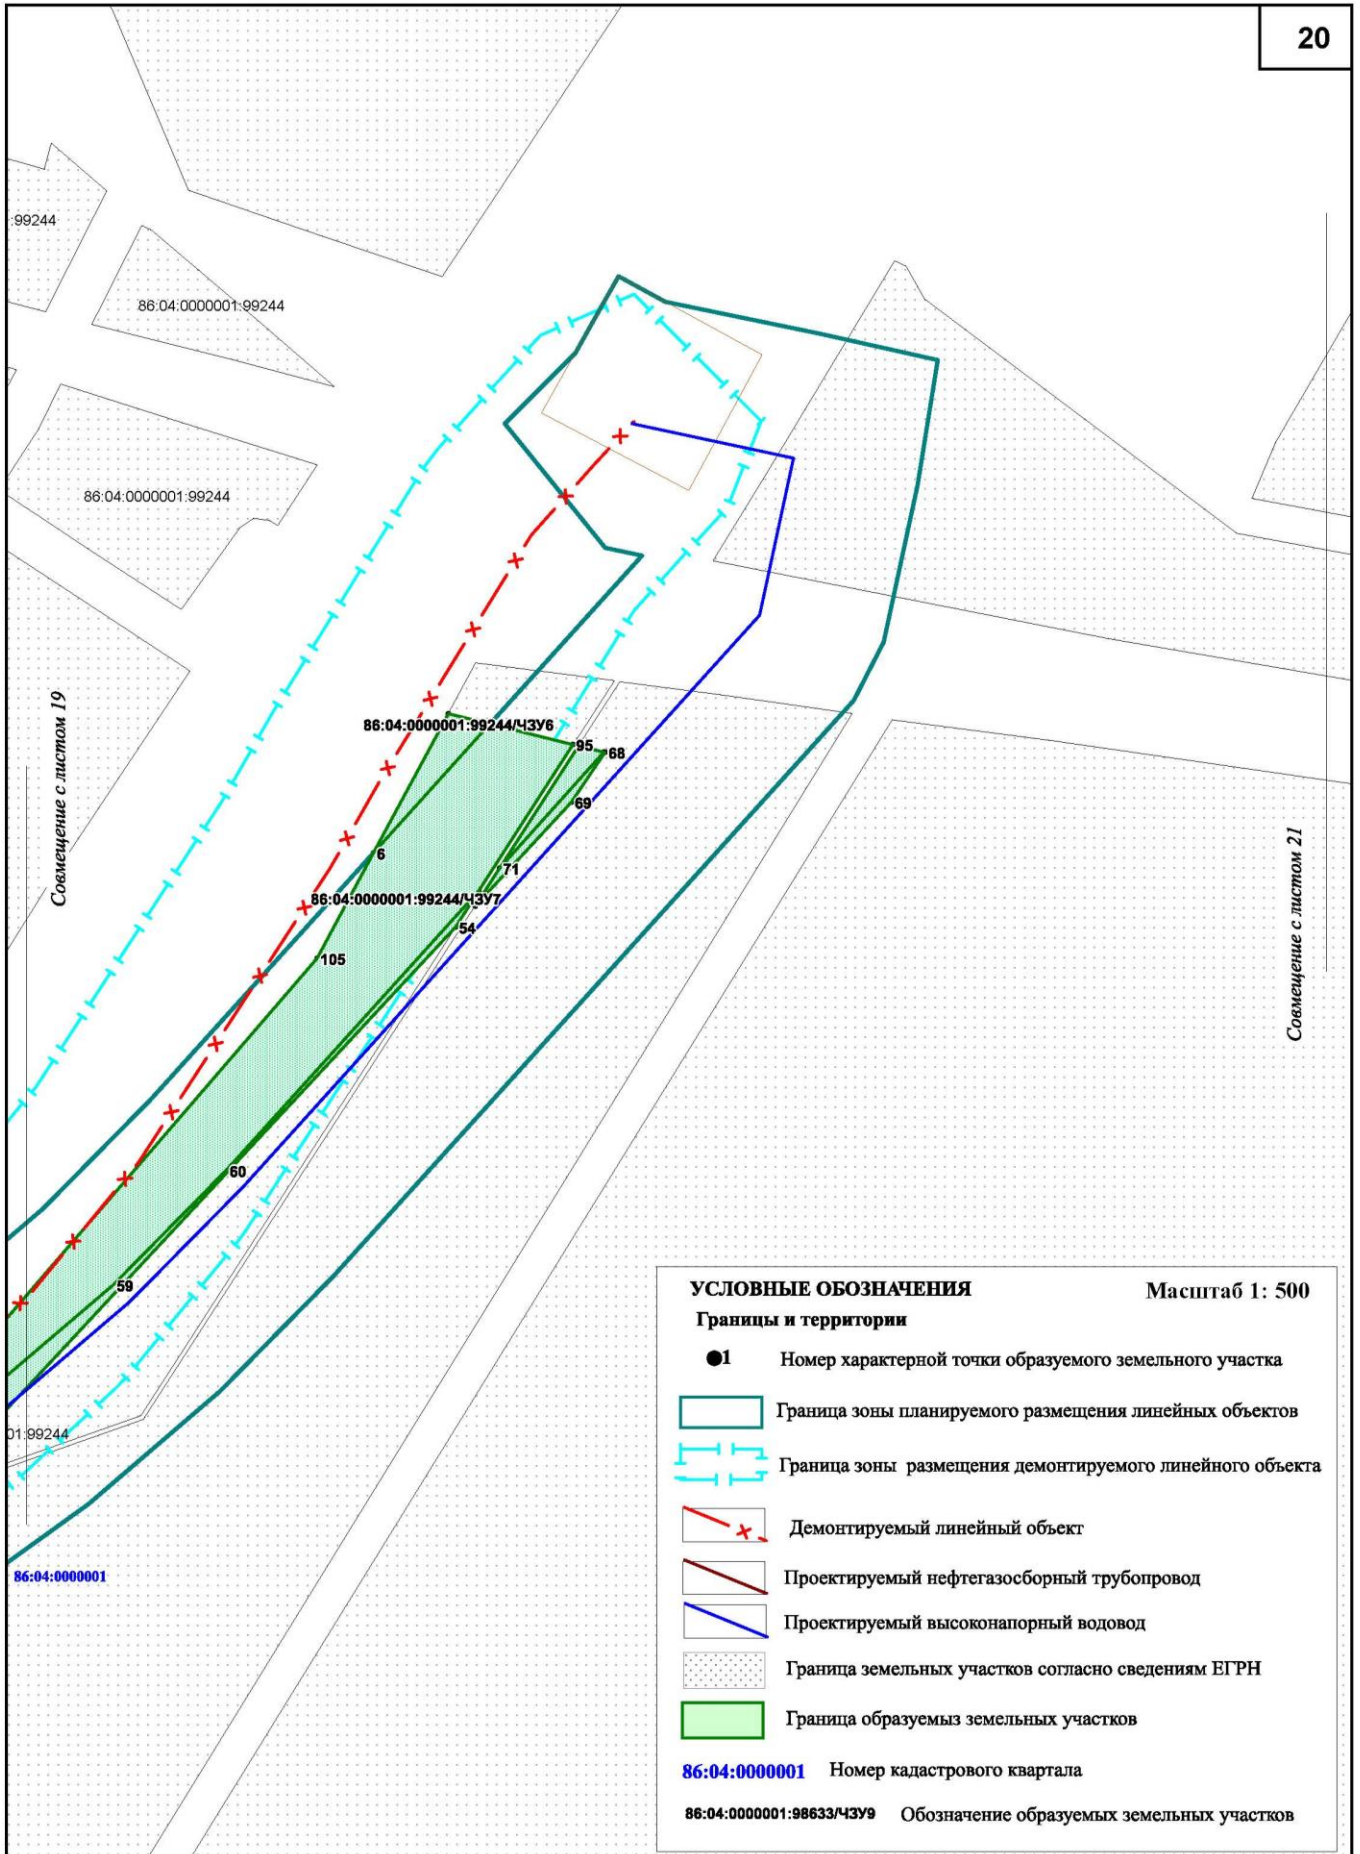 20
:99244
86:04:0000001:99244
86:04:0000001:99244
Совмещение с листом 19
86:04:0000001:99244/ЧЗУ6
95
68
69
6
71
86:04:0000001:99244/ЧЗУ7
54
105
Совмещение с листом 21
60
59
01:99244
86:04:0000001
УСЛОВНЫЕ ОБОЗНАЧЕНИЯ
Масштаб 1: 500
Границы и территории
1 Номер характерной точки образуемого земельного участка
Граница зоны планируемого размещения линейных объектов
Граница зоны размещения демонтируемого линейного объекта
Демонтируемый линейный объект
Проектируемый нефтегазосборный трубопровод
Проектируемый высоконапорный водовод
Граница земельных участков согласно сведениям ЕГРН
Граница образуемыз земельных участков
86:04:0000001 Номер кадастрового квартала
86:04:0000001:98633/ЧЗУ9 Обозначение образуемых земельных участков